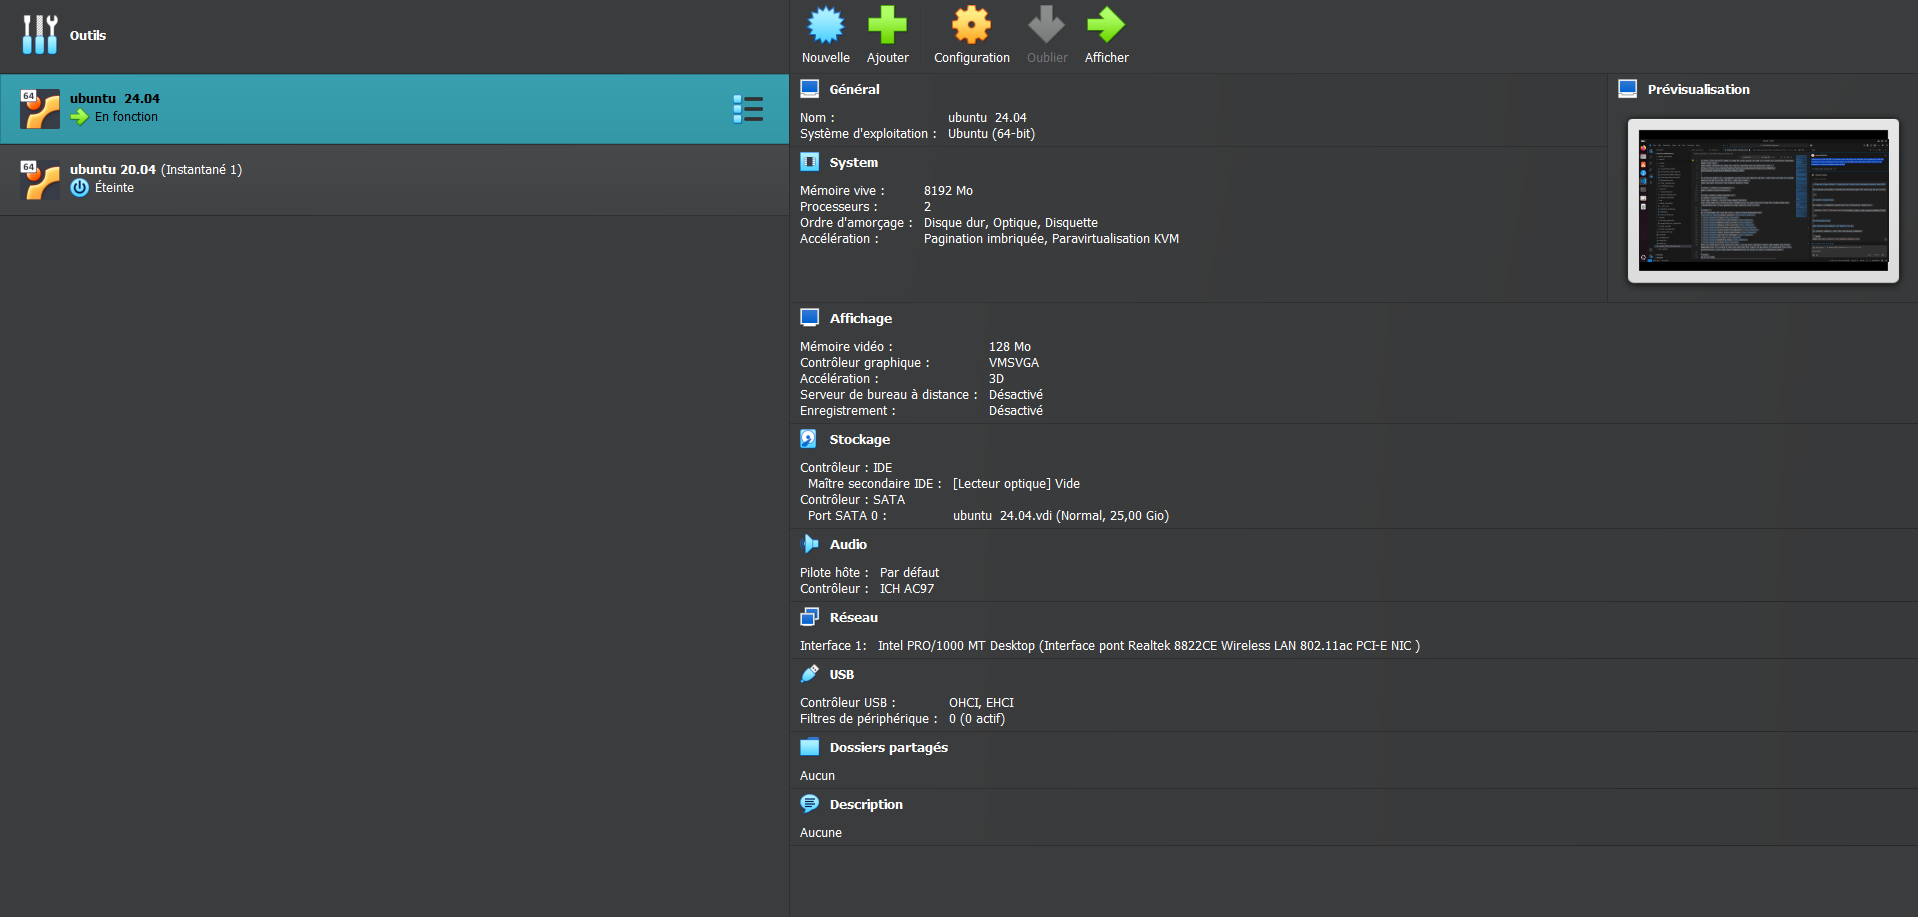 Outils
64
ubuntu  24.04
En fonction
64
ubuntu 20.04 (Instantané 1)
Éteinte
Nouvelle
Ajouter
Configuration
Oublier
Afficher
Général
Nom : ubuntu  24.04
Système d'exploitation : Ubuntu (64-bit)
System
Mémoire vive : 8192 Mo
Processeurs : 2
Ordre d'amorçage : Disque dur, Optique, Disquette
Accélération : Pagination imbriquée, Paravirtualisation KVM
Prévisualisation
Affichage
Mémoire vidéo : 128 Mo
Contrôleur graphique : VMSVGA
Accélération : 3D
Serveur de bureau à distance : Désactivé
Enregistrement : Désactivé
Stockage
Contrôleur : IDE
Maître secondaire IDE : [Lecteur optique] Vide
Contrôleur : SATA
Port SATA 0 : ubuntu  24.04.vdi (Normal, 25,00 Gio)
Audio
Pilote hôte : Par défaut
Contrôleur : ICH AC97
Réseau
Interface 1: Intel PRO/1000 MT Desktop (Interface pont Realtek 8822CE Wireless LAN 802.11ac PCI-E NIC )
USB
Contrôleur USB : OHCI, EHCI
Filtres de périphérique : 0 (0 actif)
Dossiers partagés
Aucun
Description
Aucune